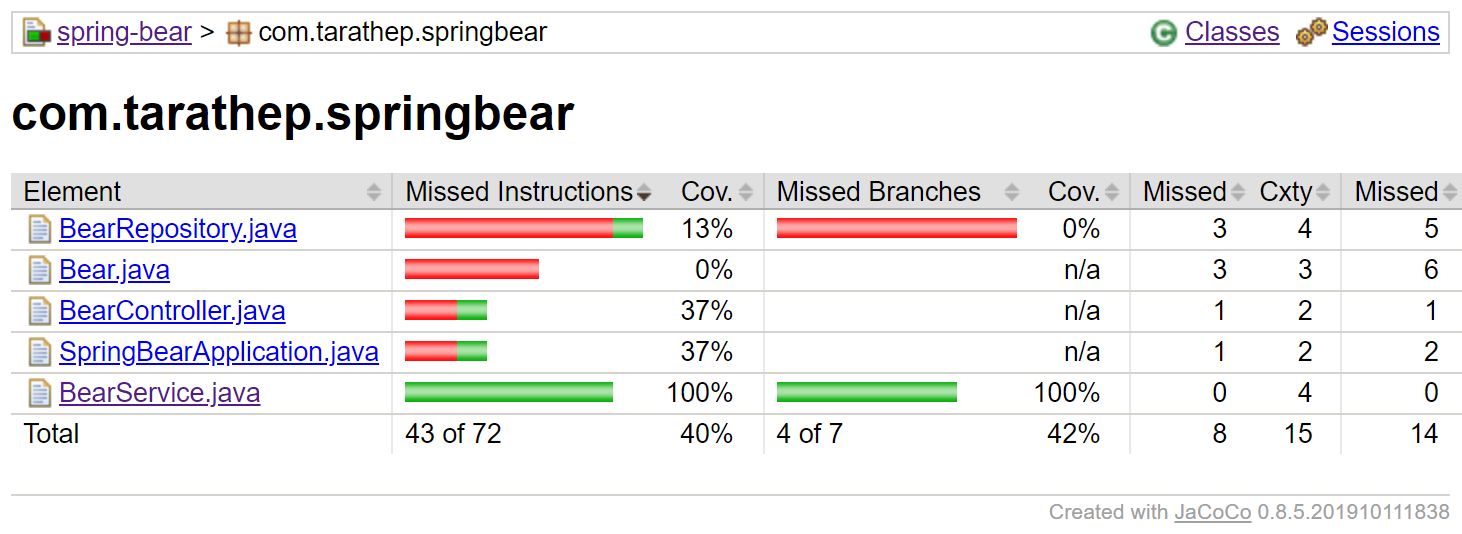 spring-bear > com.tarathep.springbear Classes Sessions
com.tarathep.springbear
Element Missed Instructions Cov. Missed Branches Cov. Missed Cxty Missed
BearRepository.java 13% 0% 3 4 5
Bear.java 0% n/a 3 3 6
BearController.java 37% n/a 1 2 1
SpringBearApplication.java 37% n/a 1 2 2
BearService.java 100% 100% 0 4 0
Total 43 of 72 40% 4 of 7 42% 8 15 14
Created with JaCoCo 0.8.5.201910111838